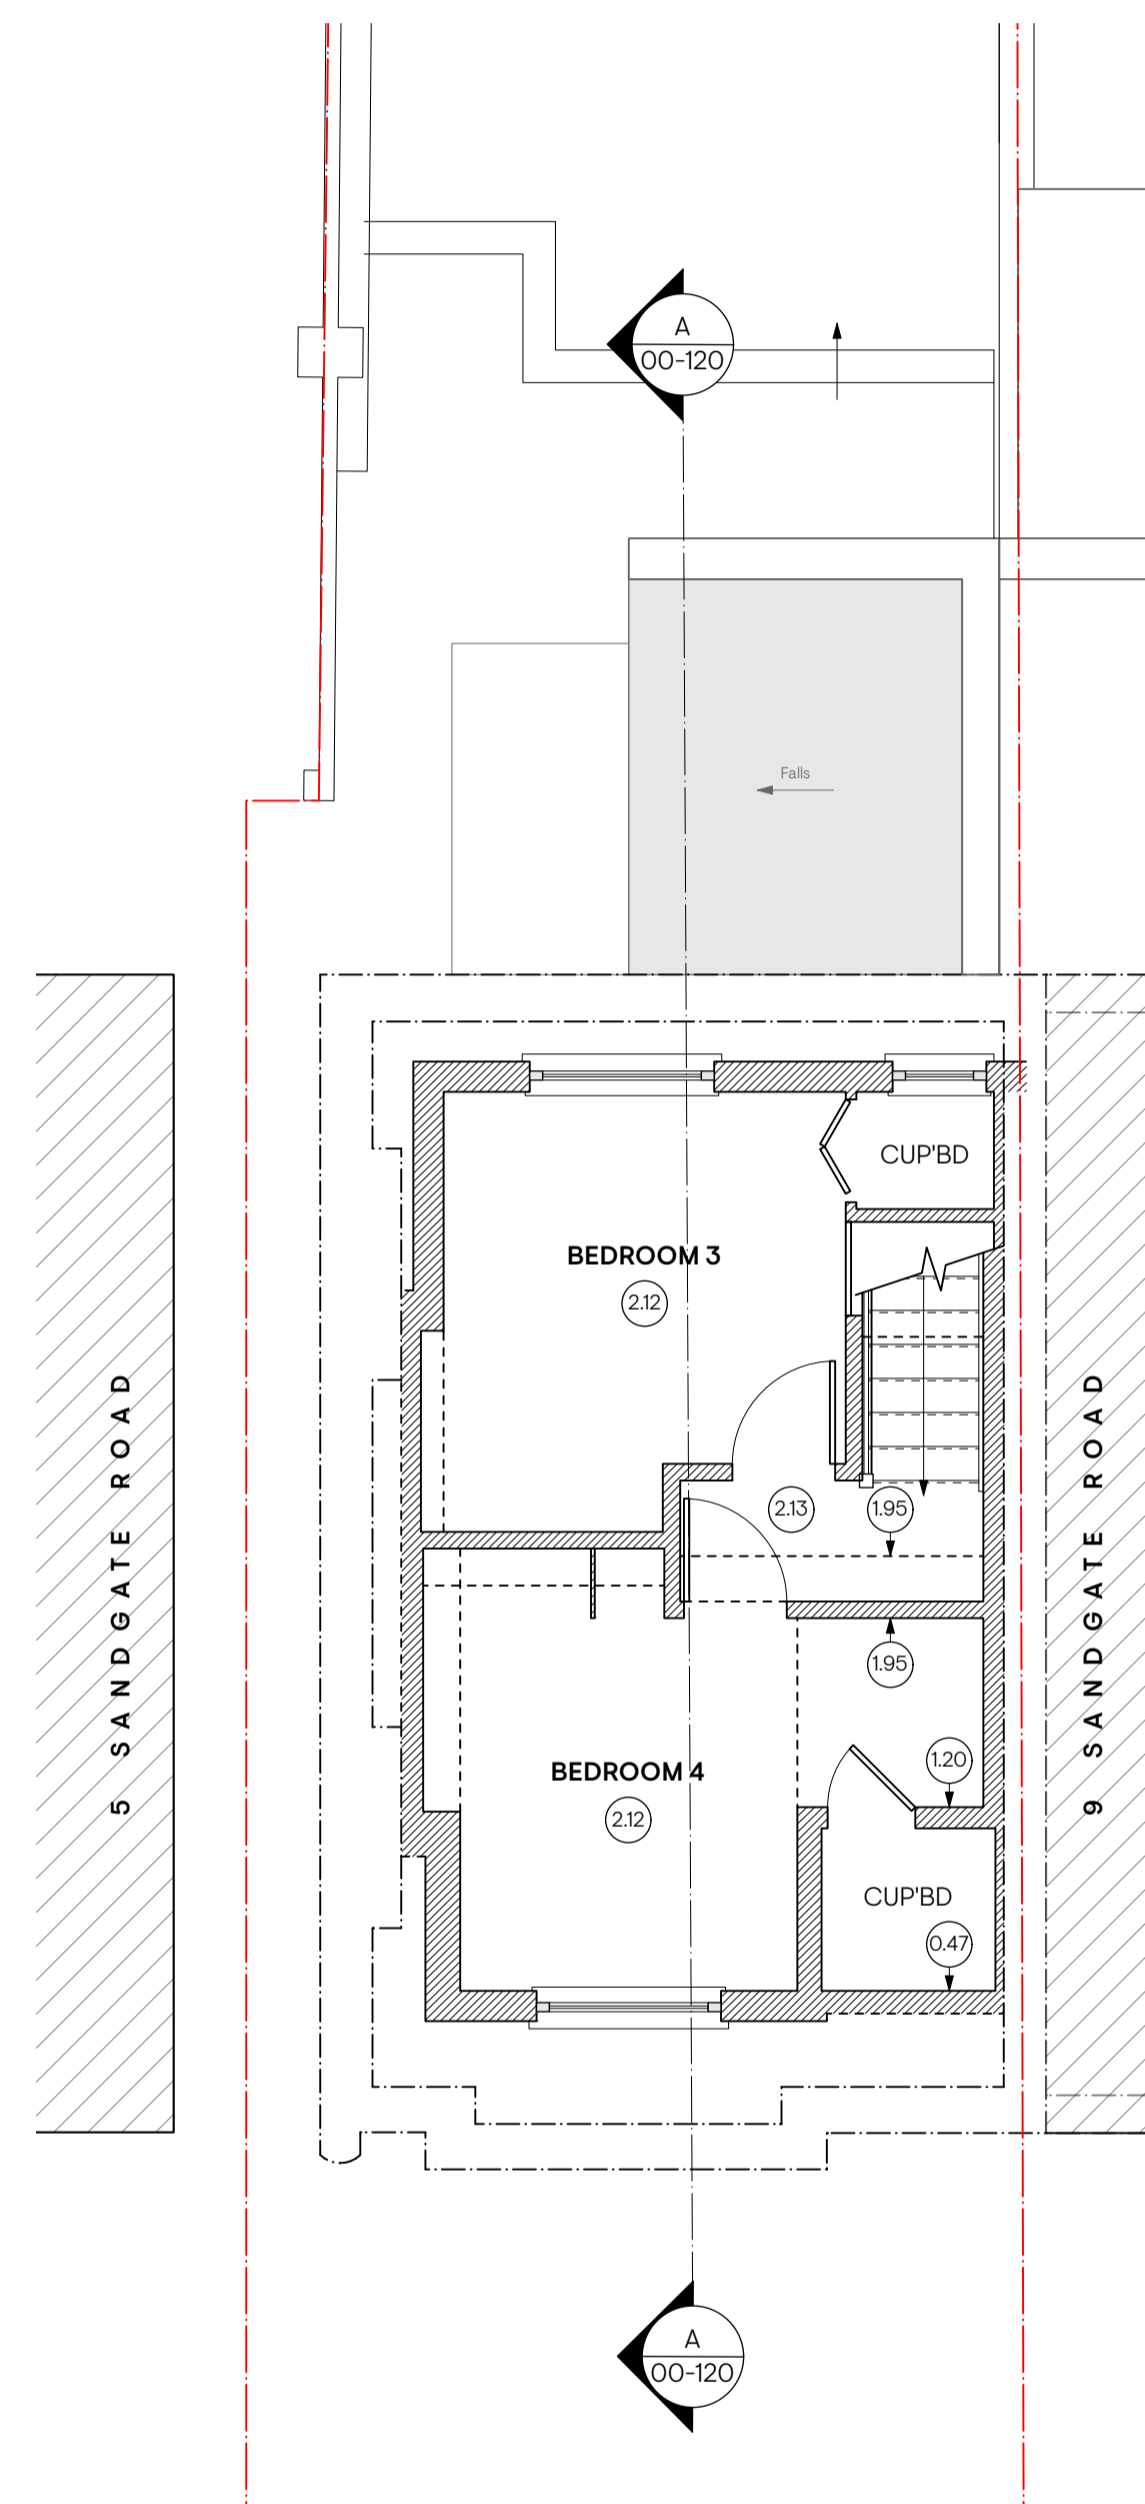 A
00-120
Falls
CUP'BD
BEDROOM 3
2.12
5 SANDGATE ROAD
9 SANDGATE ROAD
2.13
1.95
1.95
1.20
BEDROOM 4
2.12
CUP'BD
0.47
A
00-120